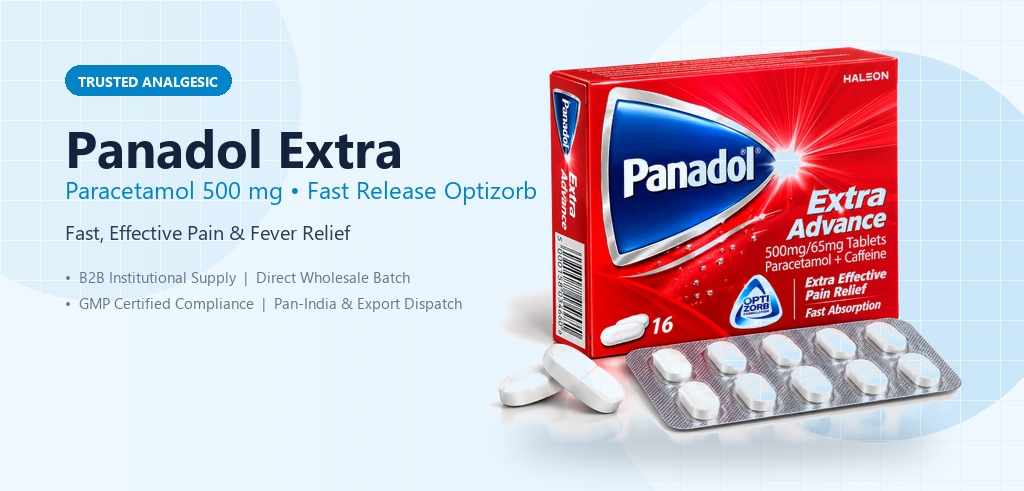 TRUSTED ANALGESIC
Panadol Extra
Paracetamol 500 mg • Fast Release Optizorb
Fast, Effective Pain & Fever Relief
• B2B Institutional Supply | Direct Wholesale Batch
• GMP Certified Compliance | Pan-India & Export Dispatch
HALEON
Panadol®
Extra
Advance
500mg/65mg Tablets
Paracetamol + Caffeine
Extra Effective
Pain Relief
Fast Absorption
OPTI
ZORB
FORMULATION
16
Panadol
Extra
Advance